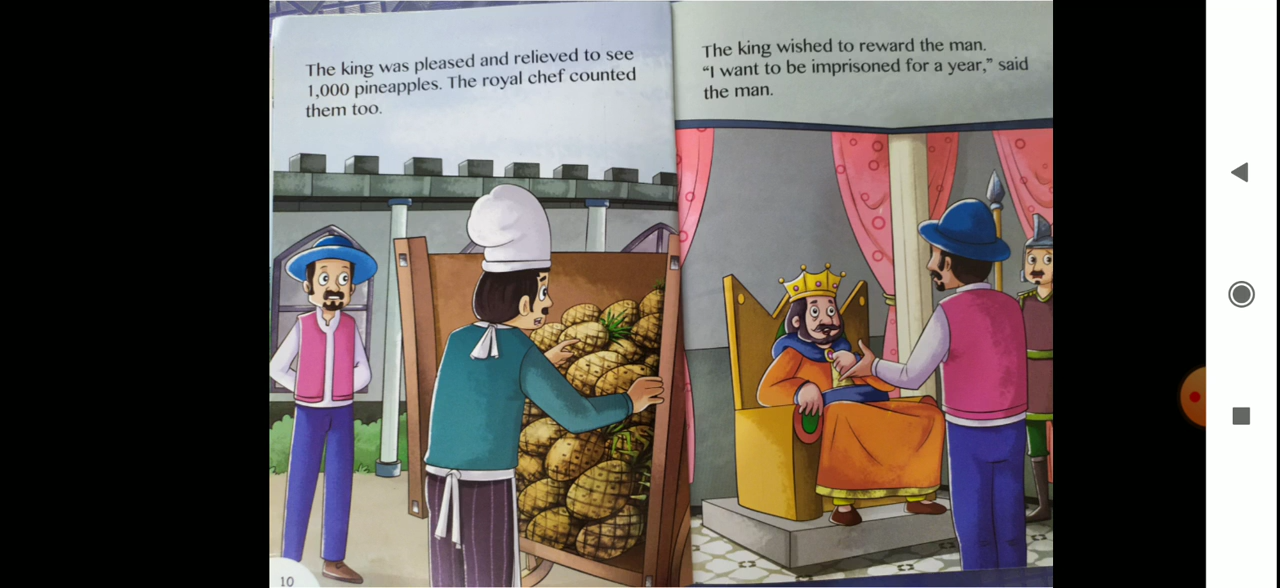 The king was pleased and relieved to see
1,000 pineapples. The royal chef counted
them too.
10
The king wished to reward the man.
“I want to be imprisoned for a year,” said
the man.